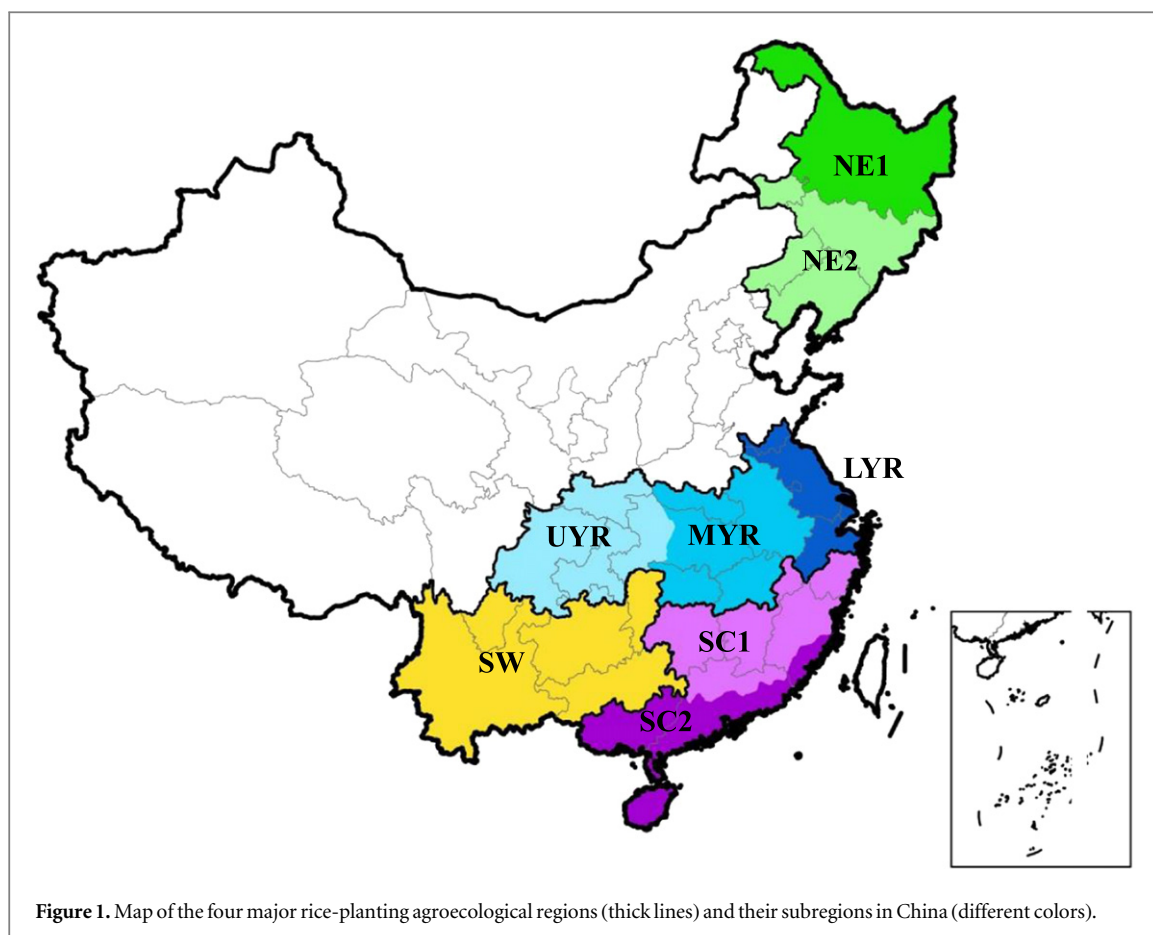 NE1
NE2
LYR
UYR
MYR
SW
SC1
SC2
Figure 1. Map of the four major rice-planting agroecological regions (thick lines) and their subregions in China (different colors).